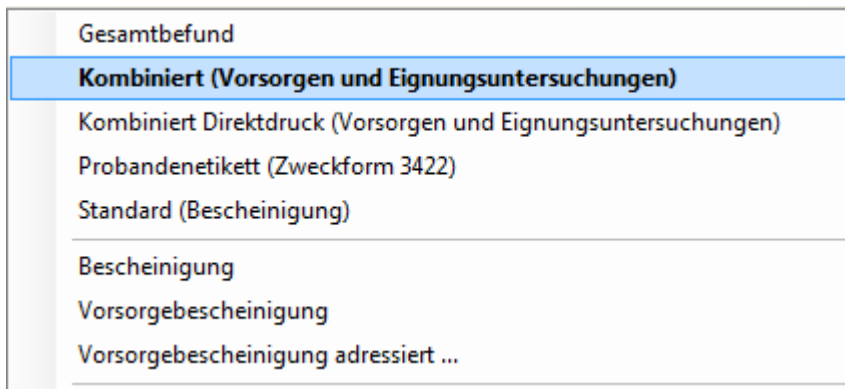 Gesamtbefund
Kombiniert (Vorsorgen und Eignungsuntersuchungen)
Kombiniert Direktdruck (Vorsorgen und Eignungsuntersuchungen)
Probandenetikett (Zweckform 3422)
Standard (Bescheinigung)
Bescheinigung
Vorsorgebescheinigung
Vorsorgebescheinigung adressiert ...